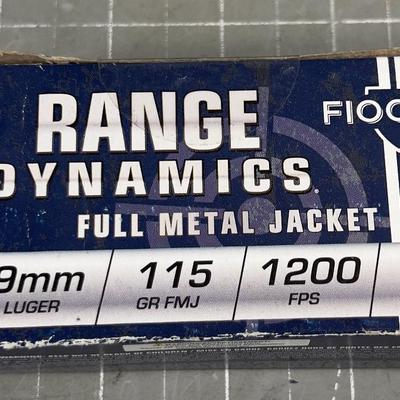 RANGE
FIOC
DYNAMICS.
FULL METAL JACKET
9mm 115 1200
LUGER GR FMJ FPS